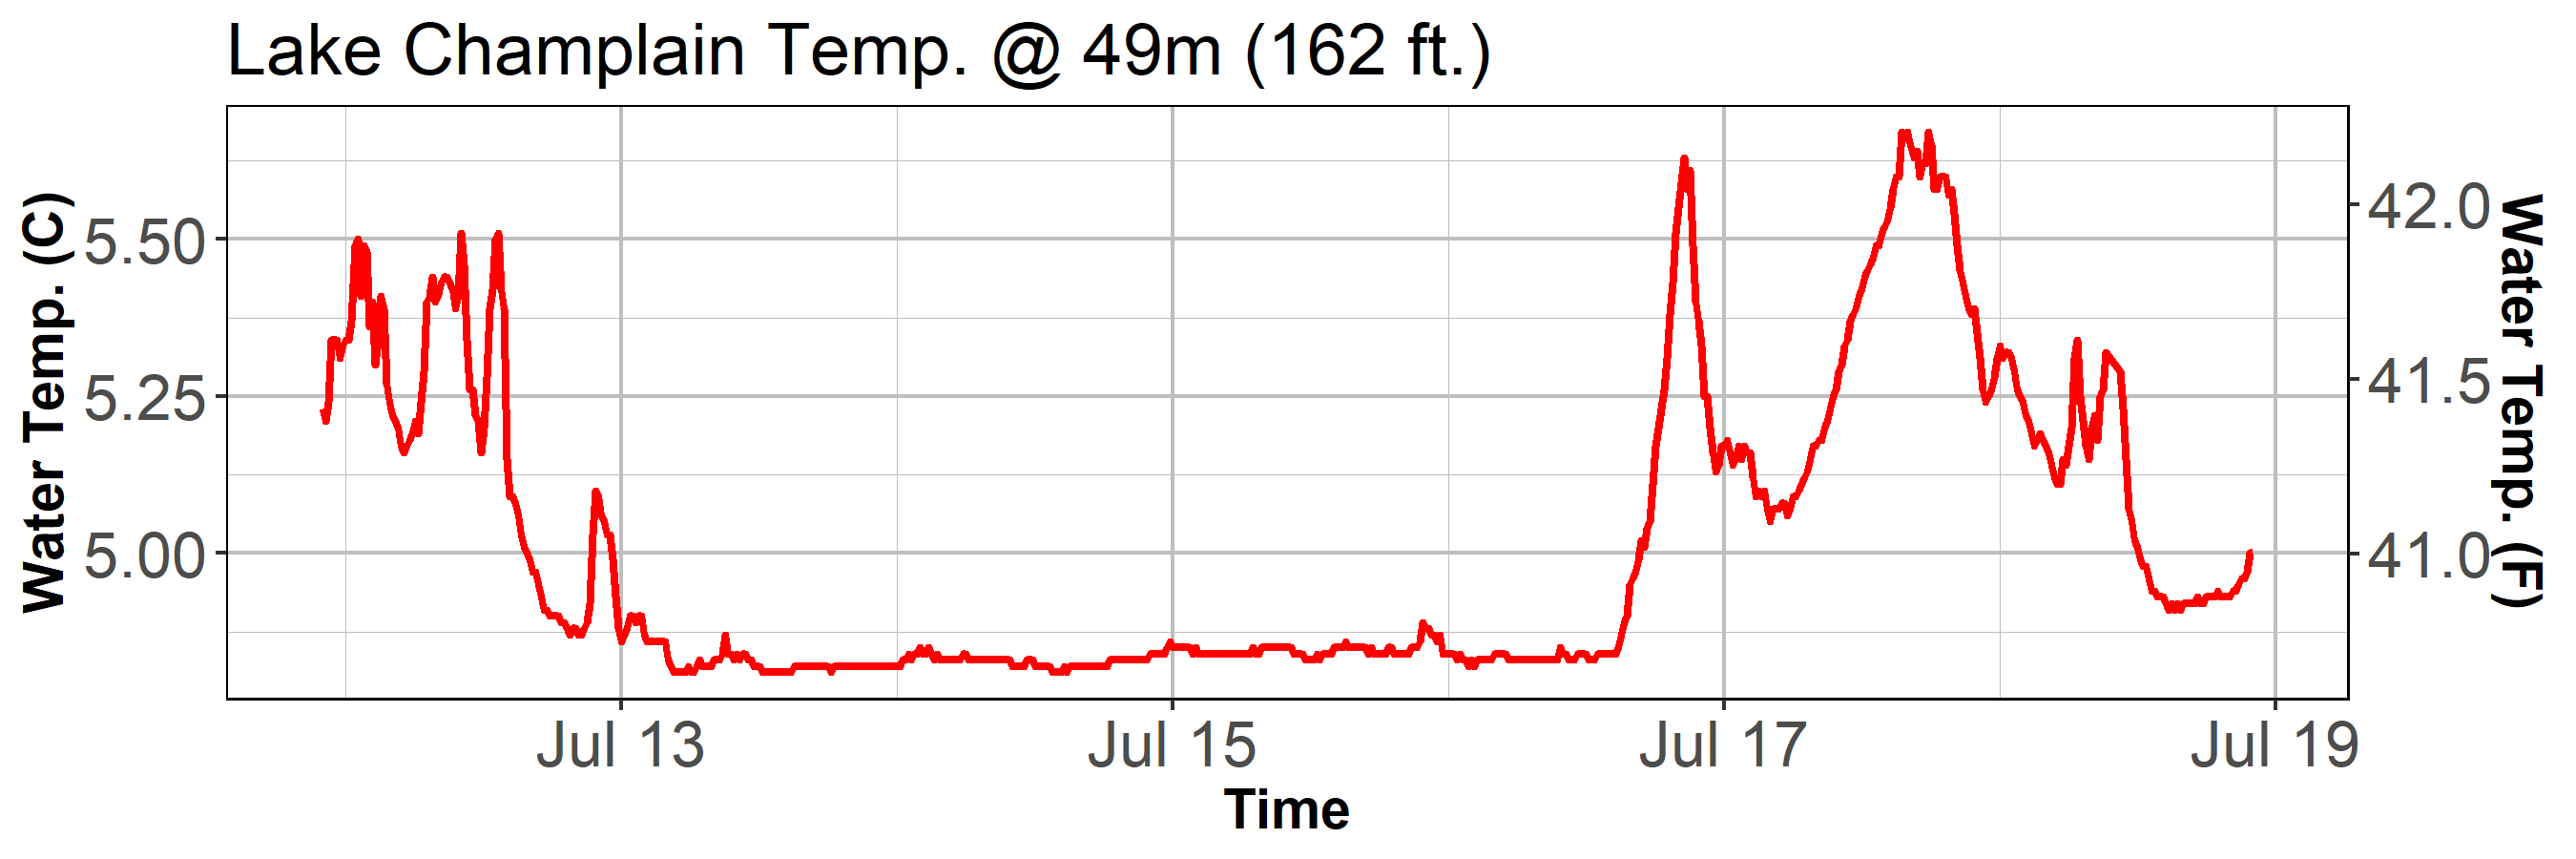 Lake Champlain Temp. @ 49m (162 ft.)
Water Temp. (C)
5.50
5.25
5.00
42.0
41.5
41.0
Water Temp. (F)
Jul 13
Jul 15
Jul 17
Jul 19
Time